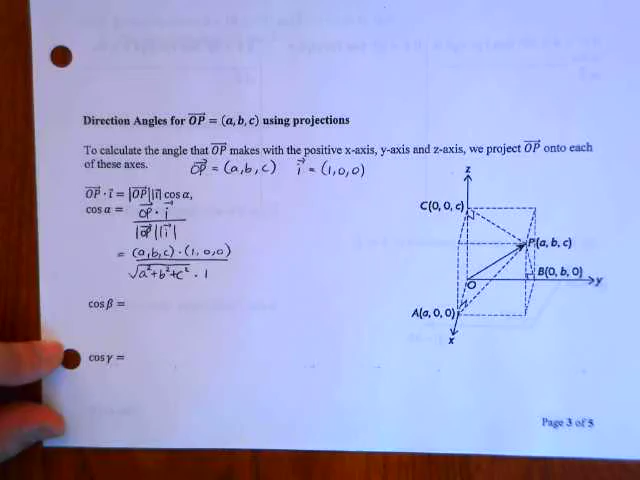 Direction Angles for OP⃗ = (a, b, c) using projections
To calculate the angle that OP⃗ makes with the positive x-axis, y-axis and z-axis, we project OP⃗ onto each
of these axes. OP⃗ = (a,b,c) i⃗ = (1,0,0)
OP⃗ · i⃗ = |OP⃗||i⃗| cos α,
cos α = OP⃗ · i⃗
|OP⃗||i⃗|
= (a,b,c)·(1,0,0)
√a²+b²+c² · 1
cos β =
cos γ =
z
C(0, 0, c)
P(a, b, c)
B(0, b, 0)
O
y
A(a, 0, 0)
x
Page 3 of 5